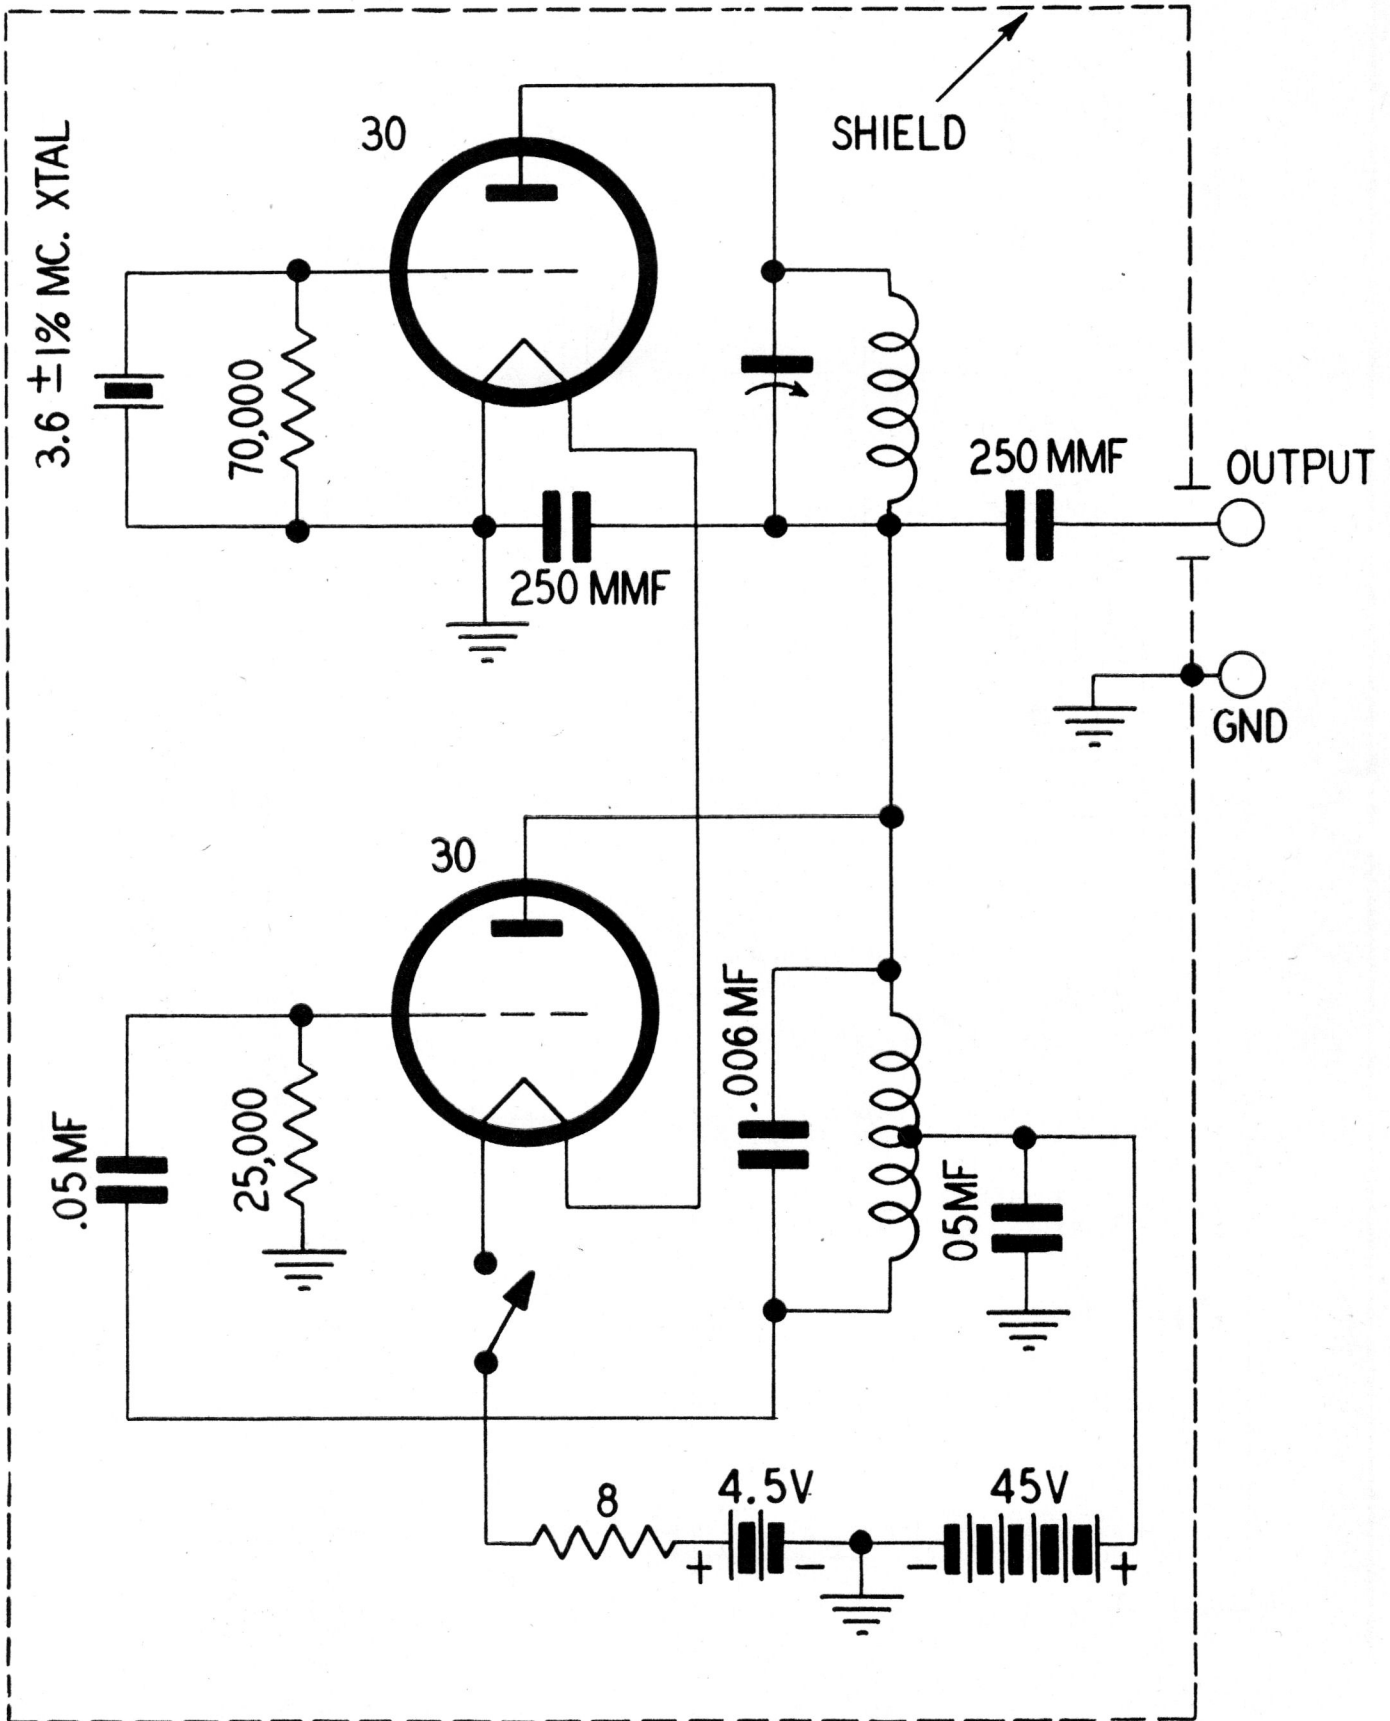 SHIELD
30
3.6 ±1% MC. XTAL
70,000
250 MMF
OUTPUT
250 MMF
GND
30
.006 MF
.05 MF
25,000
05MF
8
4.5V
45V
+
−
−
+